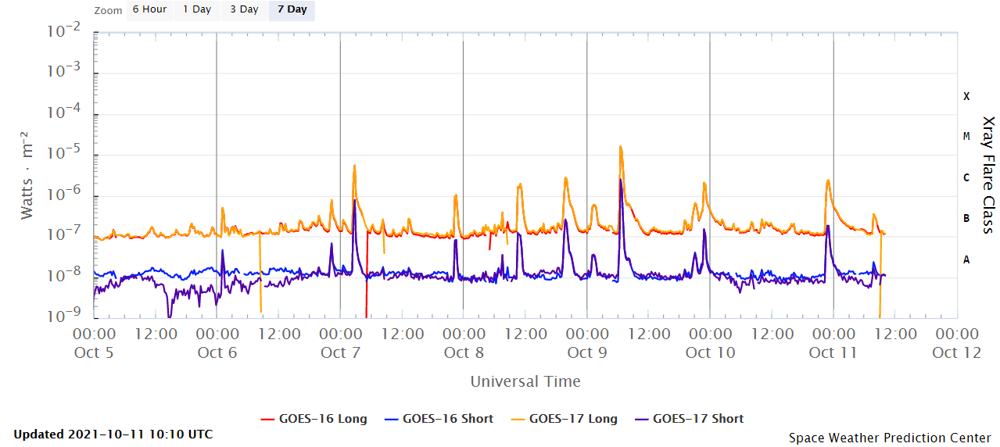 Zoom 6 Hour 1 Day 3 Day 7 Day
10⁻²
10⁻³
10⁻⁴
10⁻⁵
10⁻⁶
10⁻⁷
10⁻⁸
10⁻⁹
Watts · m⁻²
X
M
C
B
A
Xray Flare Class
00:00 12:00 00:00 12:00 00:00 12:00 00:00 12:00 00:00 12:00 00:00 12:00 00:00 12:00 00:00
Oct 5 Oct 6 Oct 7 Oct 8 Oct 9 Oct 10 Oct 11 Oct 12
Universal Time
GOES-16 Long GOES-16 Short GOES-17 Long GOES-17 Short
Updated 2021-10-11 10:10 UTC
Space Weather Prediction Center